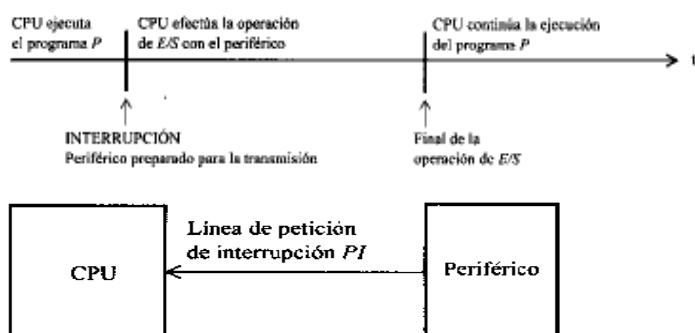 CPU ejecuta
el programa P
CPU efectúa la operación
de E/S con el periférico
CPU continúa la ejecución
del programa P
t
INTERRUPCIÓN
Periférico preparado para la transmisión
Final de la
operación de E/S
Línea de petición
de interrupción PI
CPU
Periférico